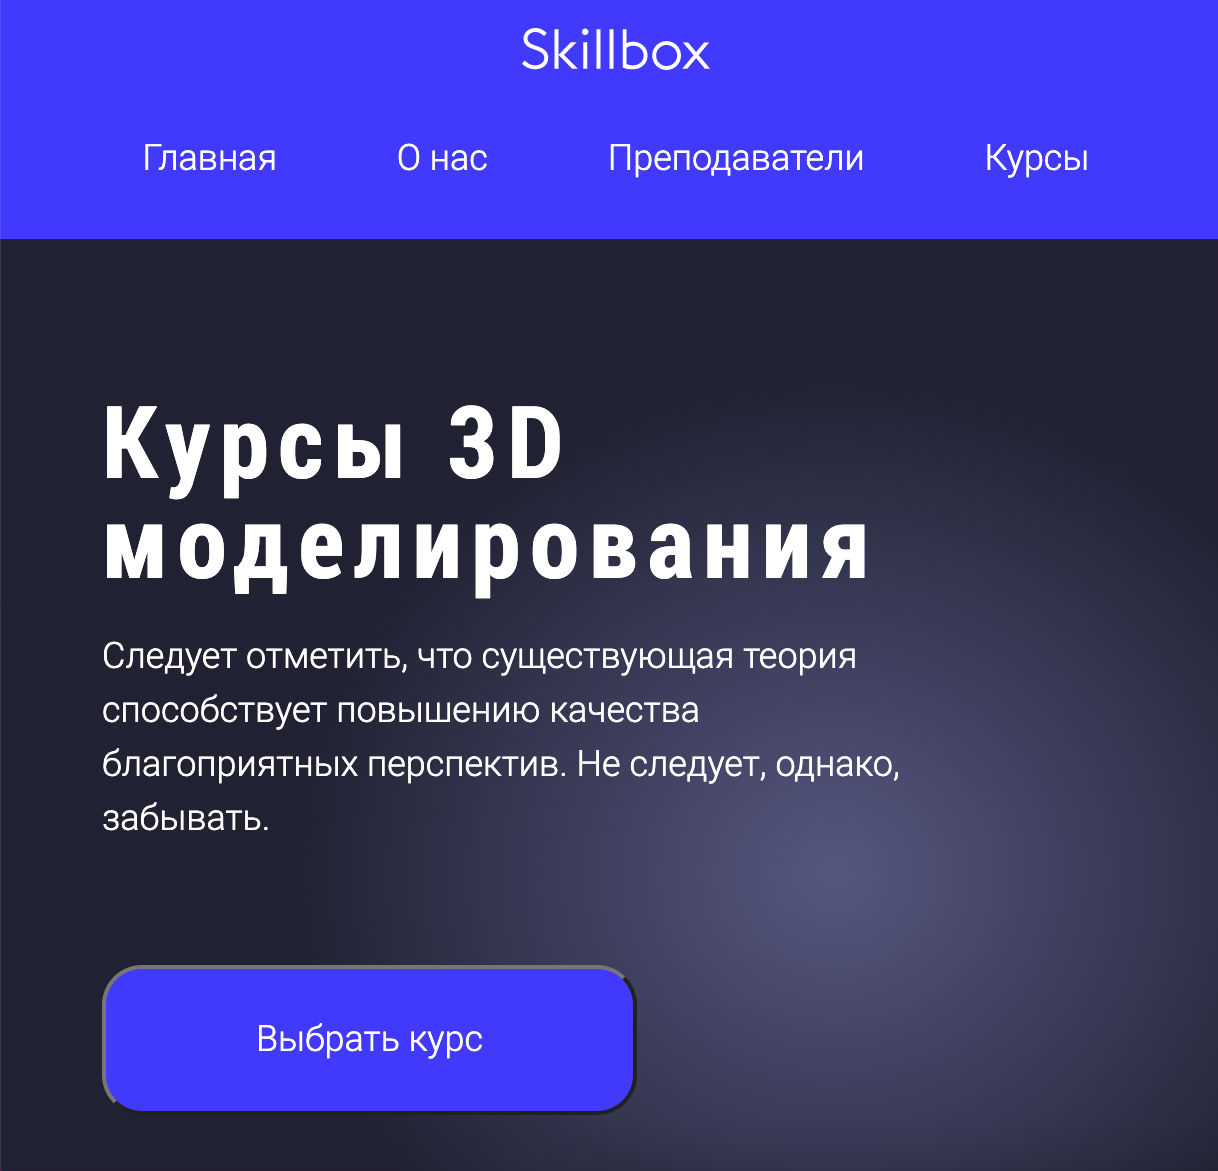 Skillbox
Главная О нас Преподаватели Курсы
Курсы 3D
моделирования
Следует отметить, что существующая теория
способствует повышению качества
благоприятных перспектив. Не следует, однако,
забывать.
Выбрать курс